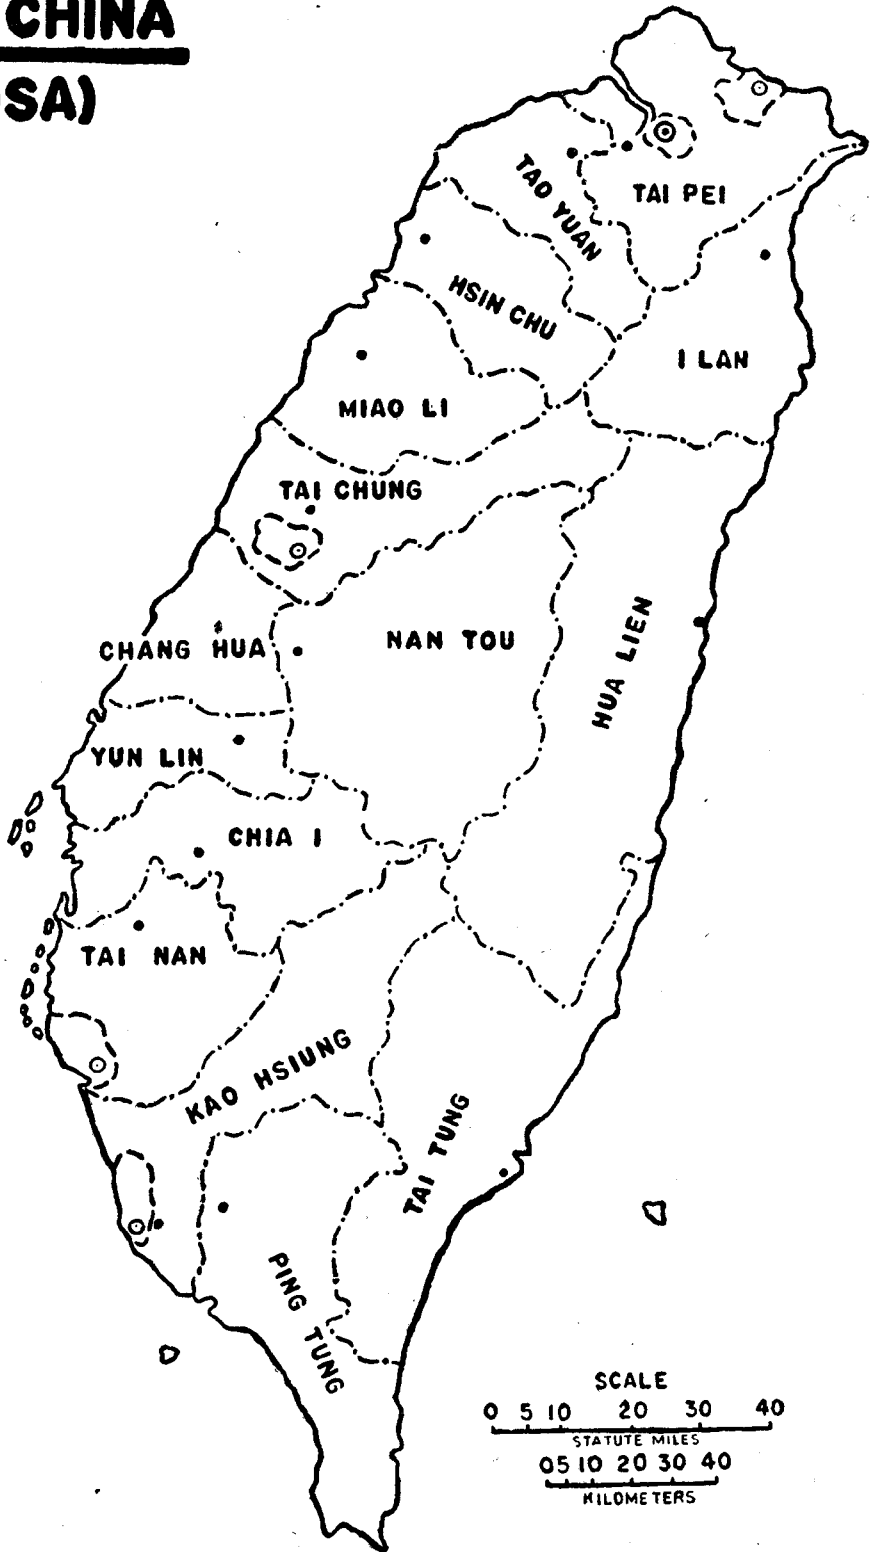 CHINA
SA)
TAO YUAN
TAI PEI
HSIN CHU
I LAN
MIAO LI
TAI CHUNG
NAN TOU
HUA LIEN
CHANG HUA
YUN LIN
CHIA I
TAI NAN
KAO HSIUNG
TAI TUNG
PING TUNG
SCALE
0 5 10 20 30 40
STATUTE MILES
0 5 10 20 30 40
KILOMETERS